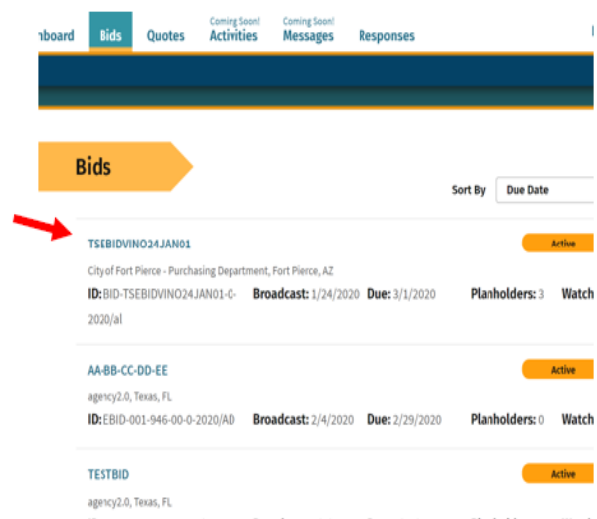 Coming Soon! Coming Soon!
Bids Quotes Activities Messages Responses
Bids
Sort By Due Date
TSEBIDVINO24JAN01 Active
City of Fort Pierce - Purchasing Department, Fort Pierce, AZ
ID: BID-TSEBIDVINO24JAN01-0- Broadcast: 1/24/2020 Due: 3/1/2020 Planholders: 3 Watch
2020/al
AA-BB-CC-DD-EE Active
agency2.0, Texas, FL
ID: EBID-001-946-00-0-2020/AD Broadcast: 2/4/2020 Due: 2/29/2020 Planholders: 0 Watch
TESTBID Active
agency2.0, Texas, FL